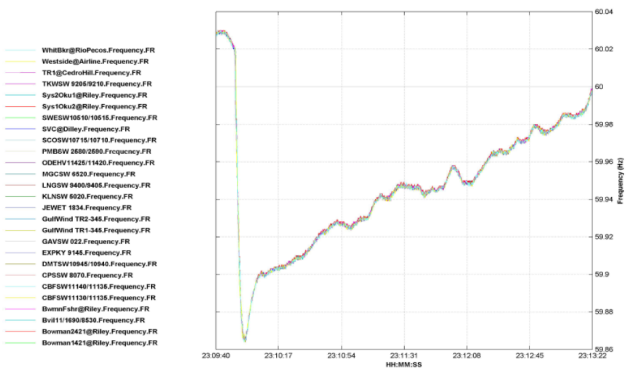 WhitBkr@RioPecos.Frequency.FR
Westside@Airline.Frequency.FR
TR1@CedroHill.Frequency.FR
TKWSW 9205/9210.Frequency.FR
Sys2Oku1@Riley.Frequency.FR
Sys1Oku2@Riley.Frequency.FR
SWESW10510/10515.Frequency.FR
SVC@Dilley.Frequency.FR
SCOSW10715/10710.Frequency.FR
PMBSW 2580/2590.Frequency.FR
ODEHV11425/11420.Frequency.FR
MGCSW 6520.Frequency.FR
LNGSW 9400/9405.Frequency.FR
KLNSW 6020.Frequency.FR
JEWET 1834.Frequency.FR
GulfWind TR2-345.Frequency.FR
GulfWind TR1-345.Frequency.FR
GAVSW 022.Frequency.FR
EXPKY 9145.Frequency.FR
DMTSW10945/10940.Frequency.FR
CPSSW 8070.Frequency.FR
CBFSW11140/11135.Frequency.FR
CBFSW11130/11135.Frequency.FR
BwmnFshr@Riley.Frequency.FR
Bvil11/1690/8530.Frequency.FR
Bowman2421@Riley.Frequency.FR
Bowman1421@Riley.Frequency.FR
60.04
60.02
60
59.98
59.96
59.94
59.92
59.9
59.88
59.86
Frequency (Hz)
23:09:40 23:10:17 23:10:54 23:11:31 23:12:08 23:12:45 23:13:22
HH:MM:SS